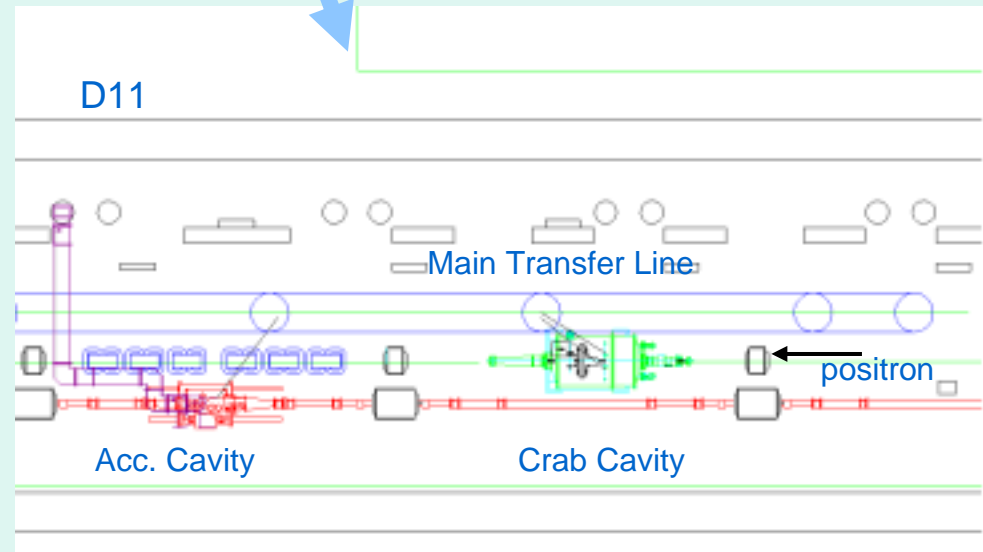 D11
Main Transfer Line
positron
Acc. Cavity
Crab Cavity